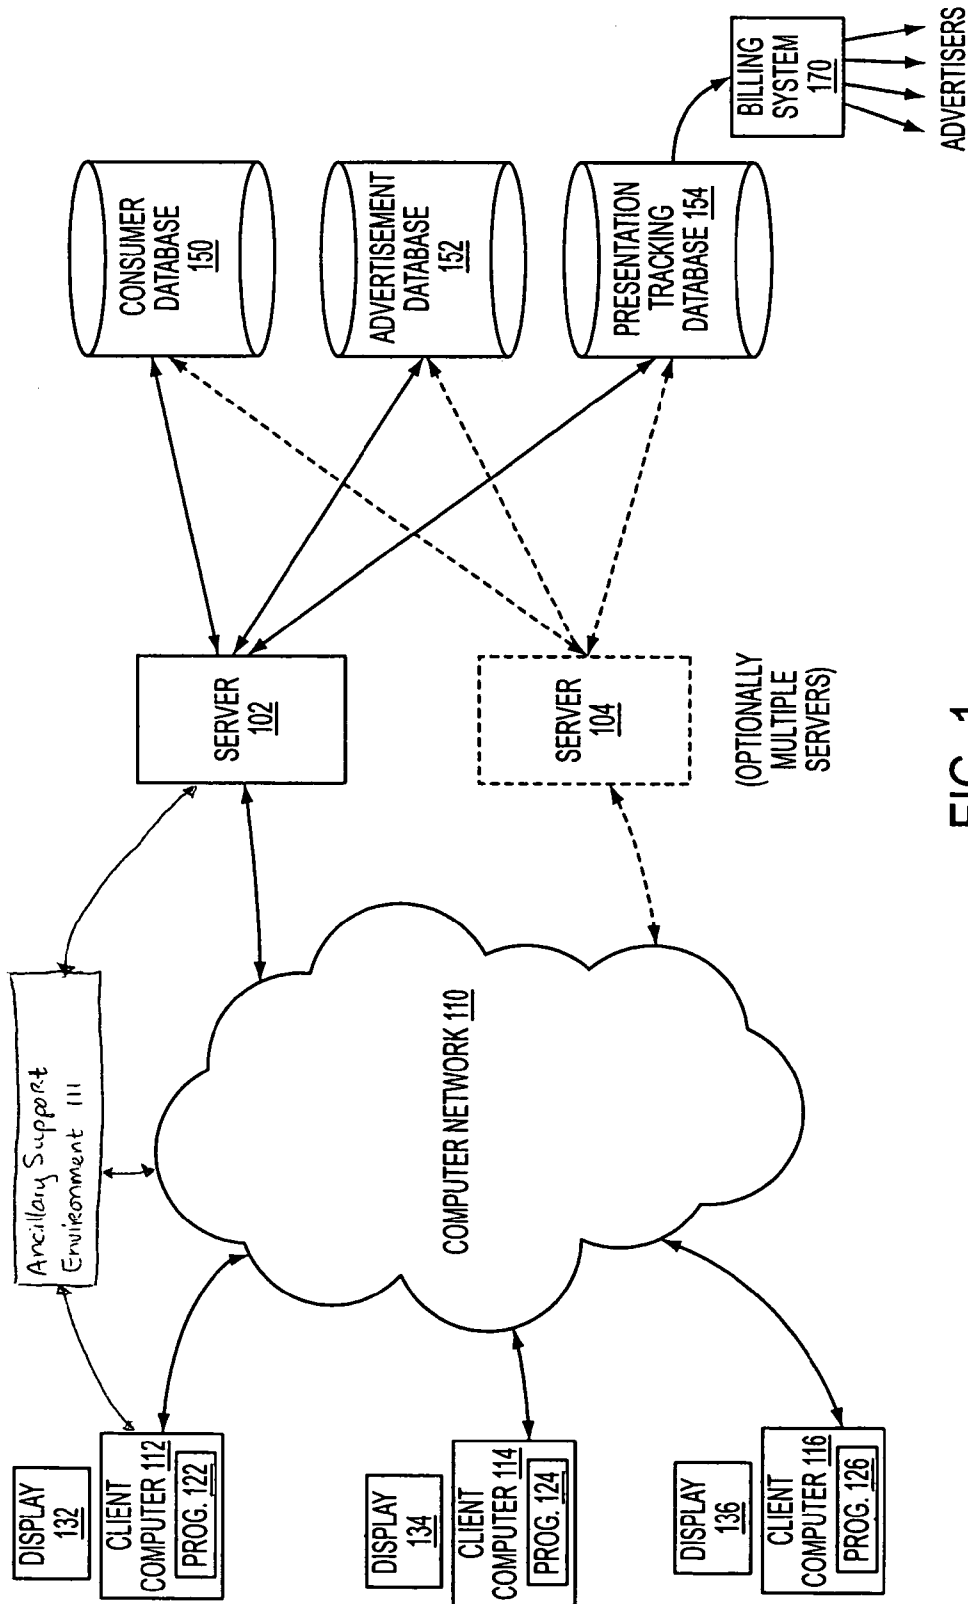 Ancillary Support
Environment 111
DISPLAY
132
CLIENT
COMPUTER 112
PROG. 122
DISPLAY
134
CLIENT
COMPUTER 114
PROG. 124
DISPLAY
136
CLIENT
COMPUTER 116
PROG. 126
COMPUTER NETWORK 110
SERVER
102
SERVER
104
(OPTIONALLY
MULTIPLE
SERVERS)
CONSUMER
DATABASE
150
ADVERTISEMENT
DATABASE
152
PRESENTATION
TRACKING
DATABASE 154
BILLING
SYSTEM
170
ADVERTISERS
FIG. 1